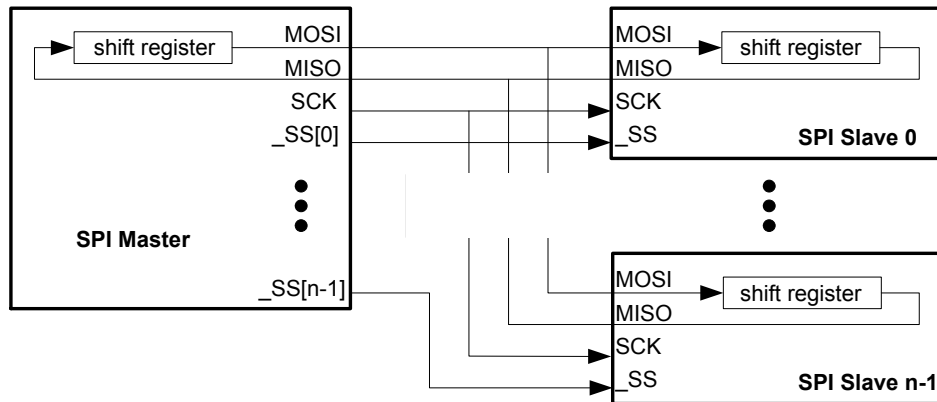 shift register
MOSI
MISO
SCK
_SS[0]
SPI Master
_SS[n-1]
MOSI
shift register
MISO
SCK
_SS
SPI Slave 0
MOSI
shift register
MISO
SCK
_SS
SPI Slave n-1